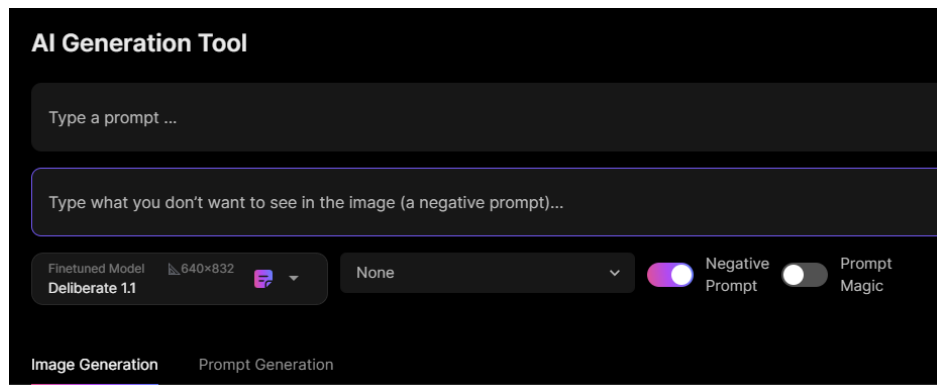 AI Generation Tool
Type a prompt ...
Type what you don't want to see in the image (a negative prompt)...
Finetuned Model 640×832
Deliberate 1.1
None
Negative
Prompt
Prompt
Magic
Image Generation Prompt Generation